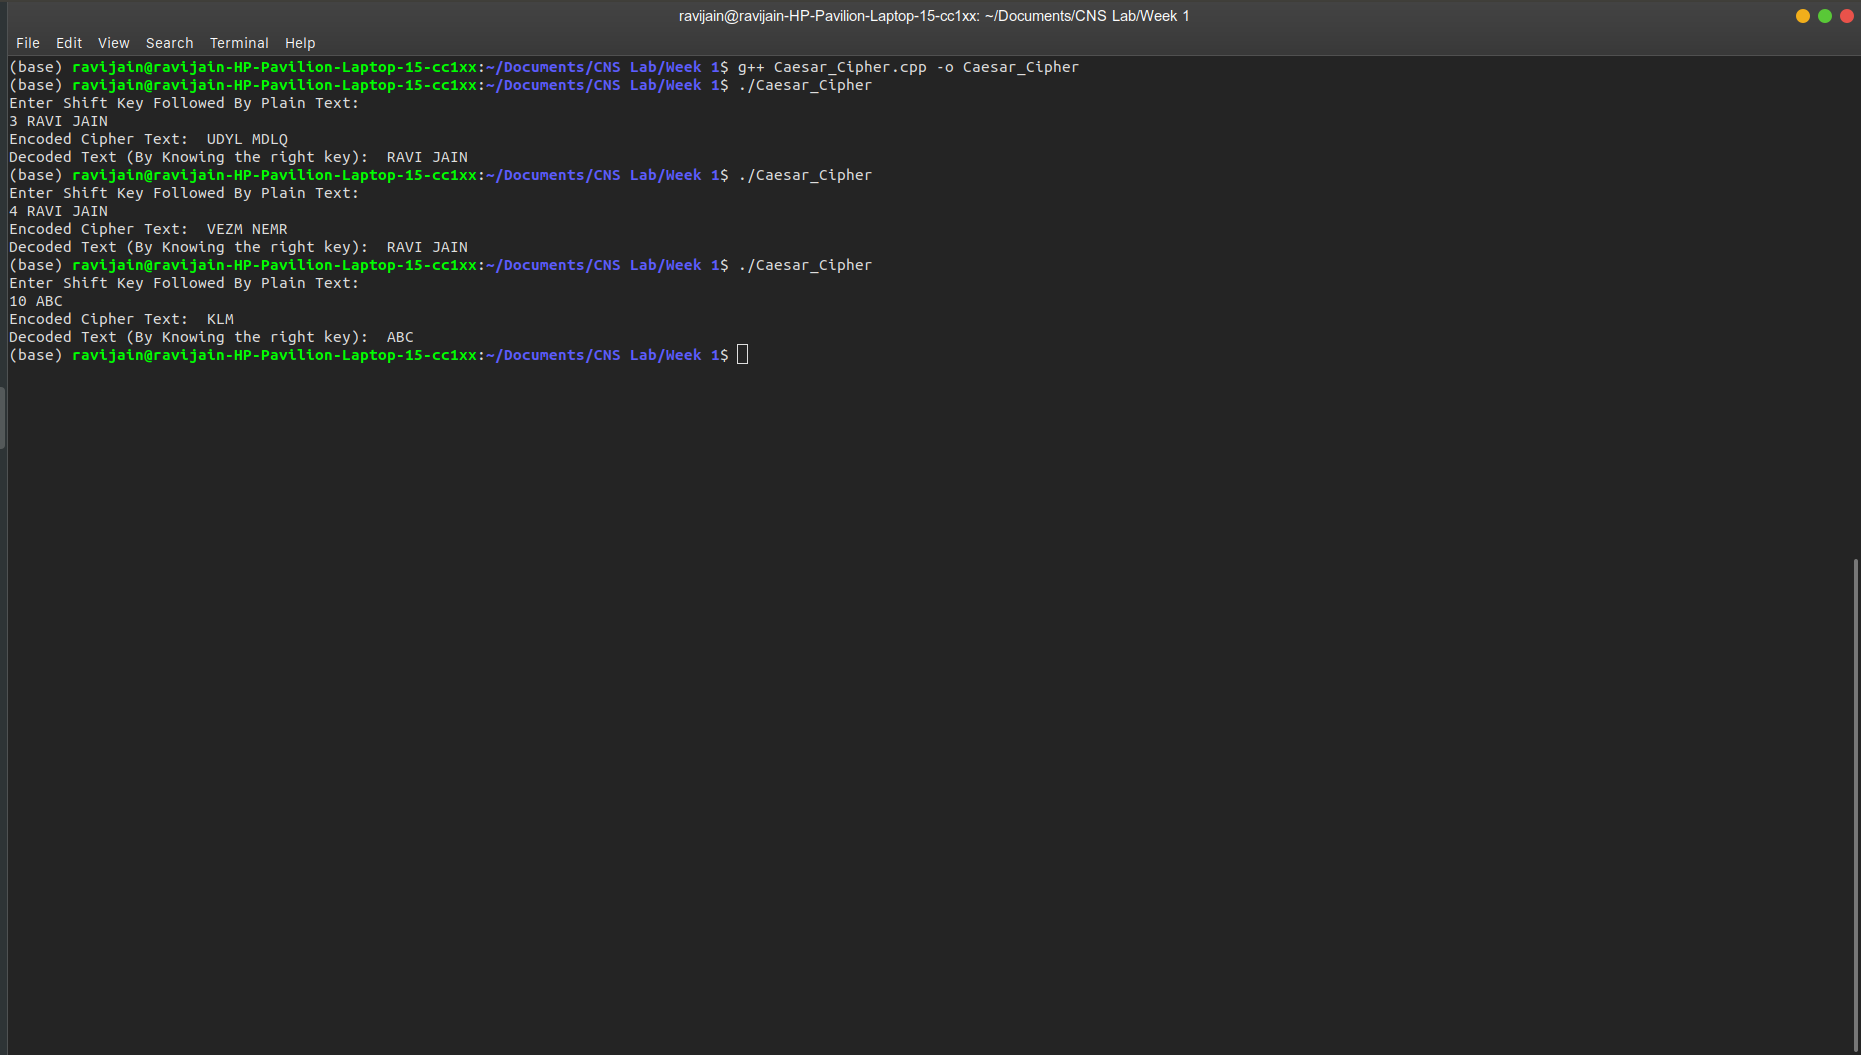 ravijain@ravijain-HP-Pavilion-Laptop-15-cc1xx: ~/Documents/CNS Lab/Week 1
File Edit View Search Terminal Help
(base) ravijain@ravijain-HP-Pavilion-Laptop-15-cc1xx:~/Documents/CNS Lab/Week 1$ g++ Caesar_Cipher.cpp -o Caesar_Cipher
(base) ravijain@ravijain-HP-Pavilion-Laptop-15-cc1xx:~/Documents/CNS Lab/Week 1$ ./Caesar_Cipher
Enter Shift Key Followed By Plain Text:
3 RAVI JAIN
Encoded Cipher Text:  UDYL MDLQ
Decoded Text (By Knowing the right key):  RAVI JAIN
(base) ravijain@ravijain-HP-Pavilion-Laptop-15-cc1xx:~/Documents/CNS Lab/Week 1$ ./Caesar_Cipher
Enter Shift Key Followed By Plain Text:
4 RAVI JAIN
Encoded Cipher Text:  VEZM NEMR
Decoded Text (By Knowing the right key):  RAVI JAIN
(base) ravijain@ravijain-HP-Pavilion-Laptop-15-cc1xx:~/Documents/CNS Lab/Week 1$ ./Caesar_Cipher
Enter Shift Key Followed By Plain Text:
10 ABC
Encoded Cipher Text:  KLM
Decoded Text (By Knowing the right key):  ABC
(base) ravijain@ravijain-HP-Pavilion-Laptop-15-cc1xx:~/Documents/CNS Lab/Week 1$